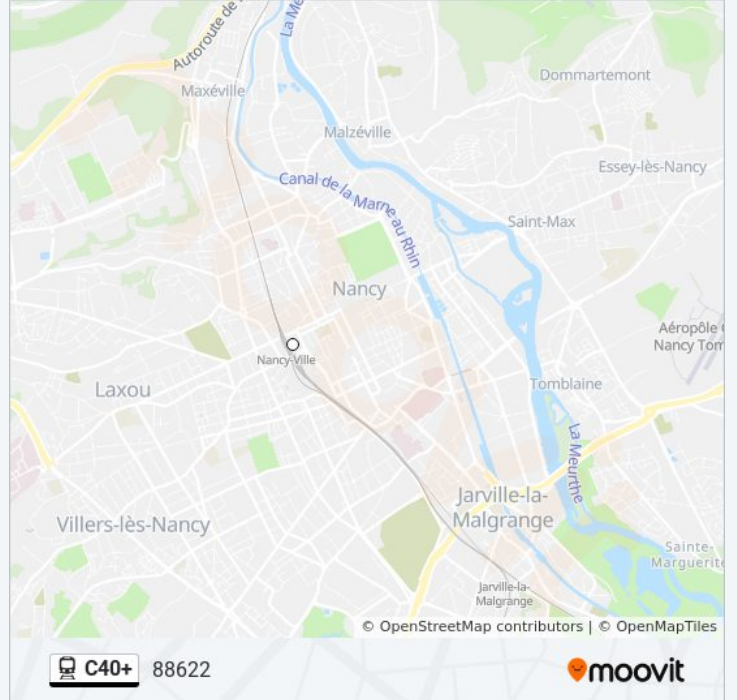 La Me
Autoroute de
Maxéville
Dommartemont
Malzéville
Essey-lès-Nancy
Canal de la Marne au Rhin
Saint-Max
Nancy
Aéropôle
Nancy Tom
Nancy-Ville
Laxou
Tomblaine
La Meurthe
Jarville-la-
Malgrange
Villers-lès-Nancy
Sainte-
Marguerite
Jarville-la-
Malgrange
© OpenStreetMap contributors | © OpenMapTiles
C40+ 88622 moovit